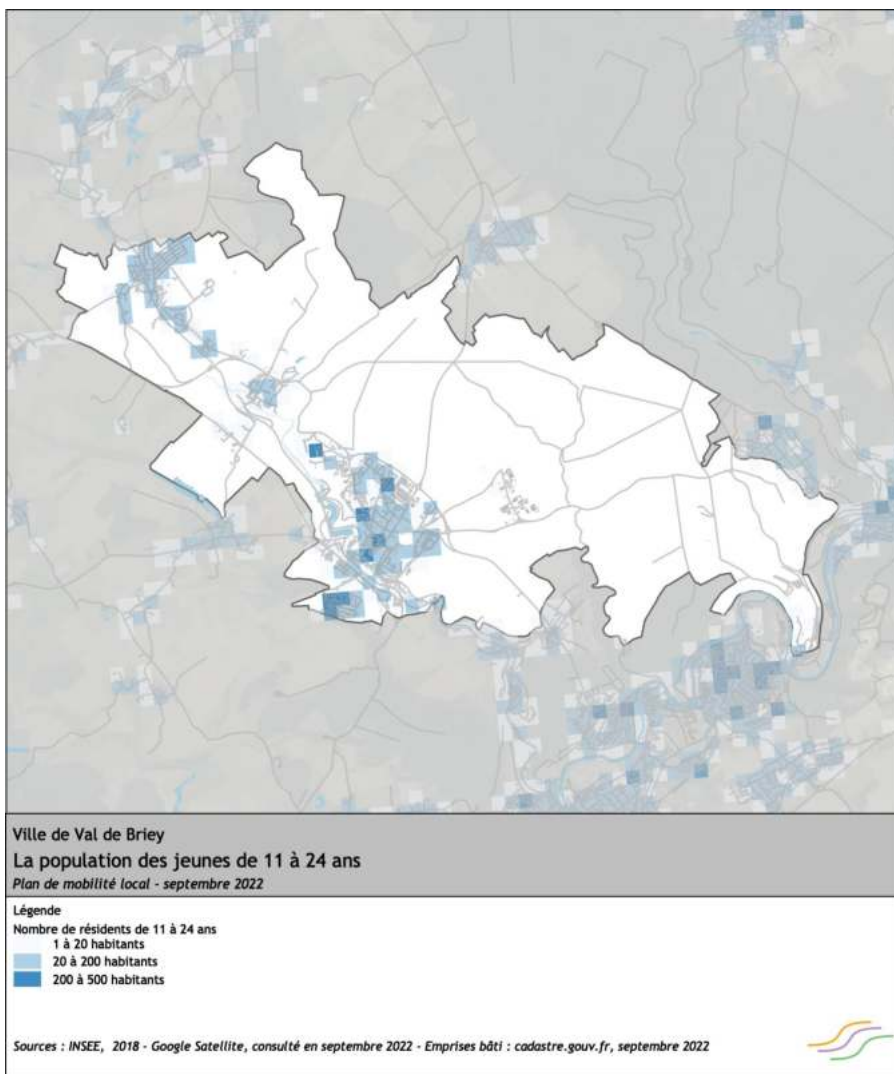 Ville de Val de Briey
La population des jeunes de 11 à 24 ans
Plan de mobilité local - septembre 2022
Légende
Nombre de résidents de 11 à 24 ans
1 à 20 habitants
20 à 200 habitants
200 à 500 habitants
Sources : INSEE, 2018 - Google Satellite, consulté en septembre 2022 - Emprises bâti : cadastre.gouv.fr, septembre 2022